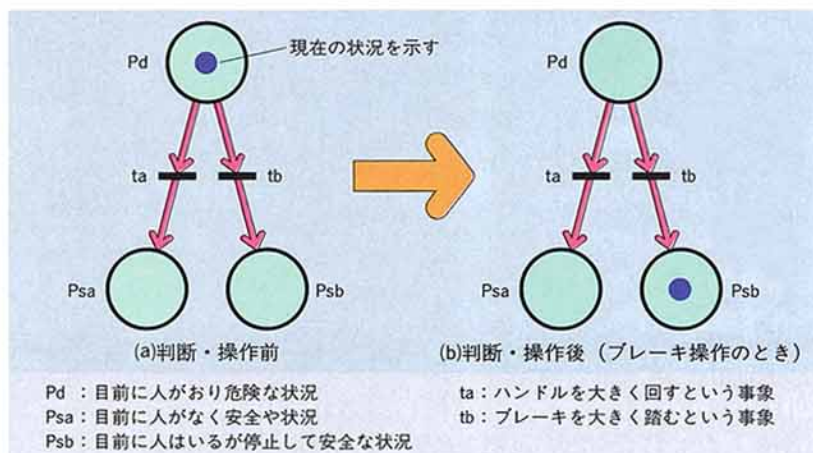 現在の状況を示す
Pd
Pd
ta
tb
ta
tb
Psa
Psb
Psa
Psb
(a)判断・操作前
(b)判断・操作後（ブレーキ操作のとき）
Pd：目前に人がおり危険な状況
ta：ハンドルを大きく回すという事象
Psa：目前に人がなく安全や状況
tb：ブレーキを大きく踏むという事象
Psb：目前に人はいるが停止して安全な状況